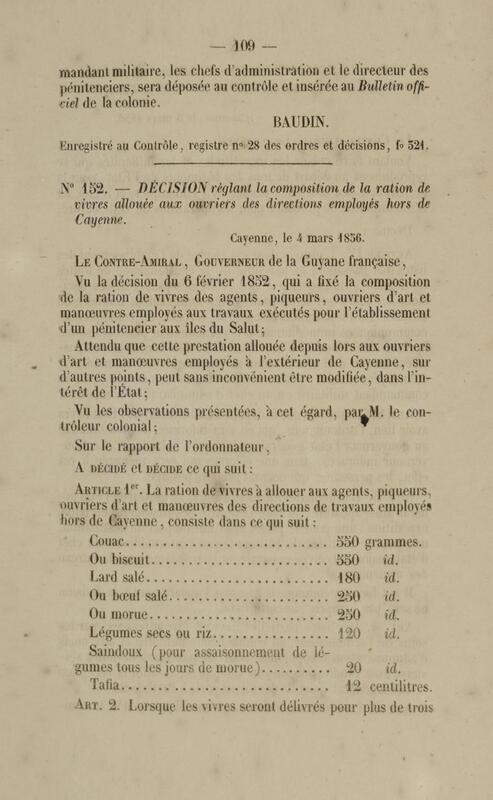 — 109 —
mandant militaire, les chefs d'administration et le directeur des
pénitenciers, sera déposée au contrôle et insérée au Bulletin offi-
ciel de la colonie.
BAUDIN.
Enregistré au Contrôle, registre n° 28 des ordres et décisions, f° 321.
N° 152. — DÉCISION réglant la composition de la ration de
vivres allouée aux ouvriers des directions employés hors de
Cayenne.
Cayenne, le 4 mars 1856.
LE CONTRE-AMIRAL, GOUVERNEUR de la Guyane française,
Vu la décision du 6 février 1852, qui a fixé la composition
de la ration de vivres des agents, piqueurs, ouvriers d'art et
manœuvres employés aux travaux exécutés pour l'établissement
d'un pénitencier aux îles du Salut;
Attendu que cette prestation allouée depuis lors aux ouvriers
d'art et manœuvres employés à l'extérieur de Cayenne, sur
d'autres points, peut sans inconvénient être modifiée, dans l'in-
térêt de l'État;
Vu les observations présentées, à cet égard, par M. le con-
trôleur colonial;
Sur le rapport de l'ordonnateur,
A DÉCIDÉ et DÉCIDE ce qui suit :
ARTICLE 1er. La ration de vivres à allouer aux agents, piqueurs,
ouvriers d'art et manœuvres des directions de travaux employés
hors de Cayenne, consiste dans ce qui suit :
Couac........................ 550 grammes.
Ou biscuit..................... 550 id.
Lard salé...................... 180 id.
Ou bœuf salé................... 250 id.
Ou morue...................... 250 id.
Légumes secs ou riz............... 120 id.
Saindoux (pour assaisonnement de lé-
gumes tous les jours de morue).......... 20 id.
Tafia......................... 12 centilitres.
ART. 2. Lorsque les vivres seront délivrés pour plus de trois